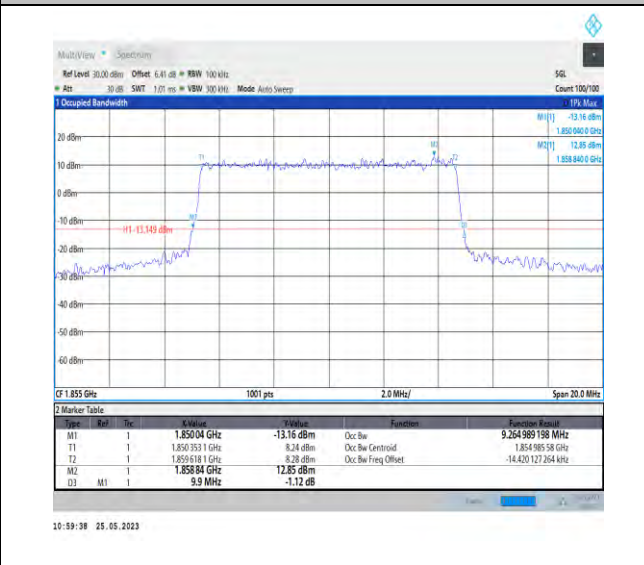 MultiView Spectrum
Ref Level 30.00 dBm Offset 6.41 dB RBW 100 kHz SGL
Att 30 dB SWT 1.01 ms VBW 300 kHz Mode Auto Sweep Count 100/100
1 Occupied Bandwidth 1Pk Max
M1[1] -13.16 dBm
1.850 040 0 GHz
M2[1] 12.85 dBm
1.858 840 0 GHz
20 dBm
M2
T1 T2
10 dBm
0 dBm
-10 dBm
H1 -13.149 dBm
-20 dBm
-30 dBm
-40 dBm
-50 dBm
-60 dBm
CF 1.855 GHz 1001 pts 2.0 MHz/ Span 20.0 MHz
2 Marker Table
Type Ref Trc X-Value Y-Value Function Function Result
M1 1 1.850 04 GHz -13.16 dBm Occ Bw 9.264 989 198 MHz
T1 1 1.850 353 1 GHz 8.24 dBm Occ Bw Centroid 1.854 985 58 GHz
T2 1 1.859 618 1 GHz 8.28 dBm Occ Bw Freq Offset -14.420 127 264 kHz
M2 1 1.858 84 GHz 12.85 dBm
D3 M1 1 9.9 MHz -1.12 dB
10:59:38 25.05.2023